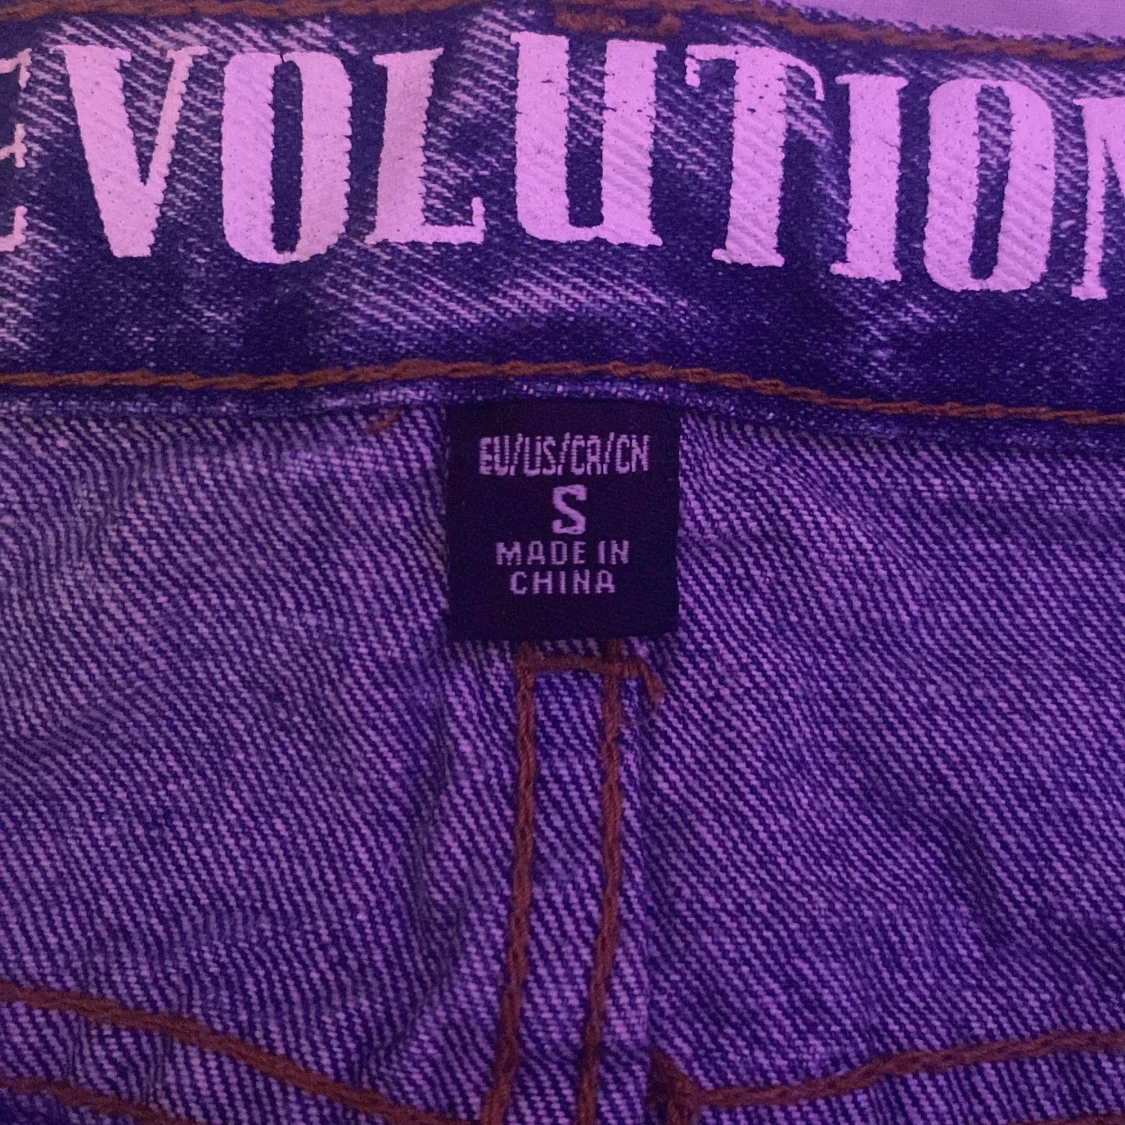 EVOLUTION
EU/US/CA/CN
S
MADE IN
CHINA